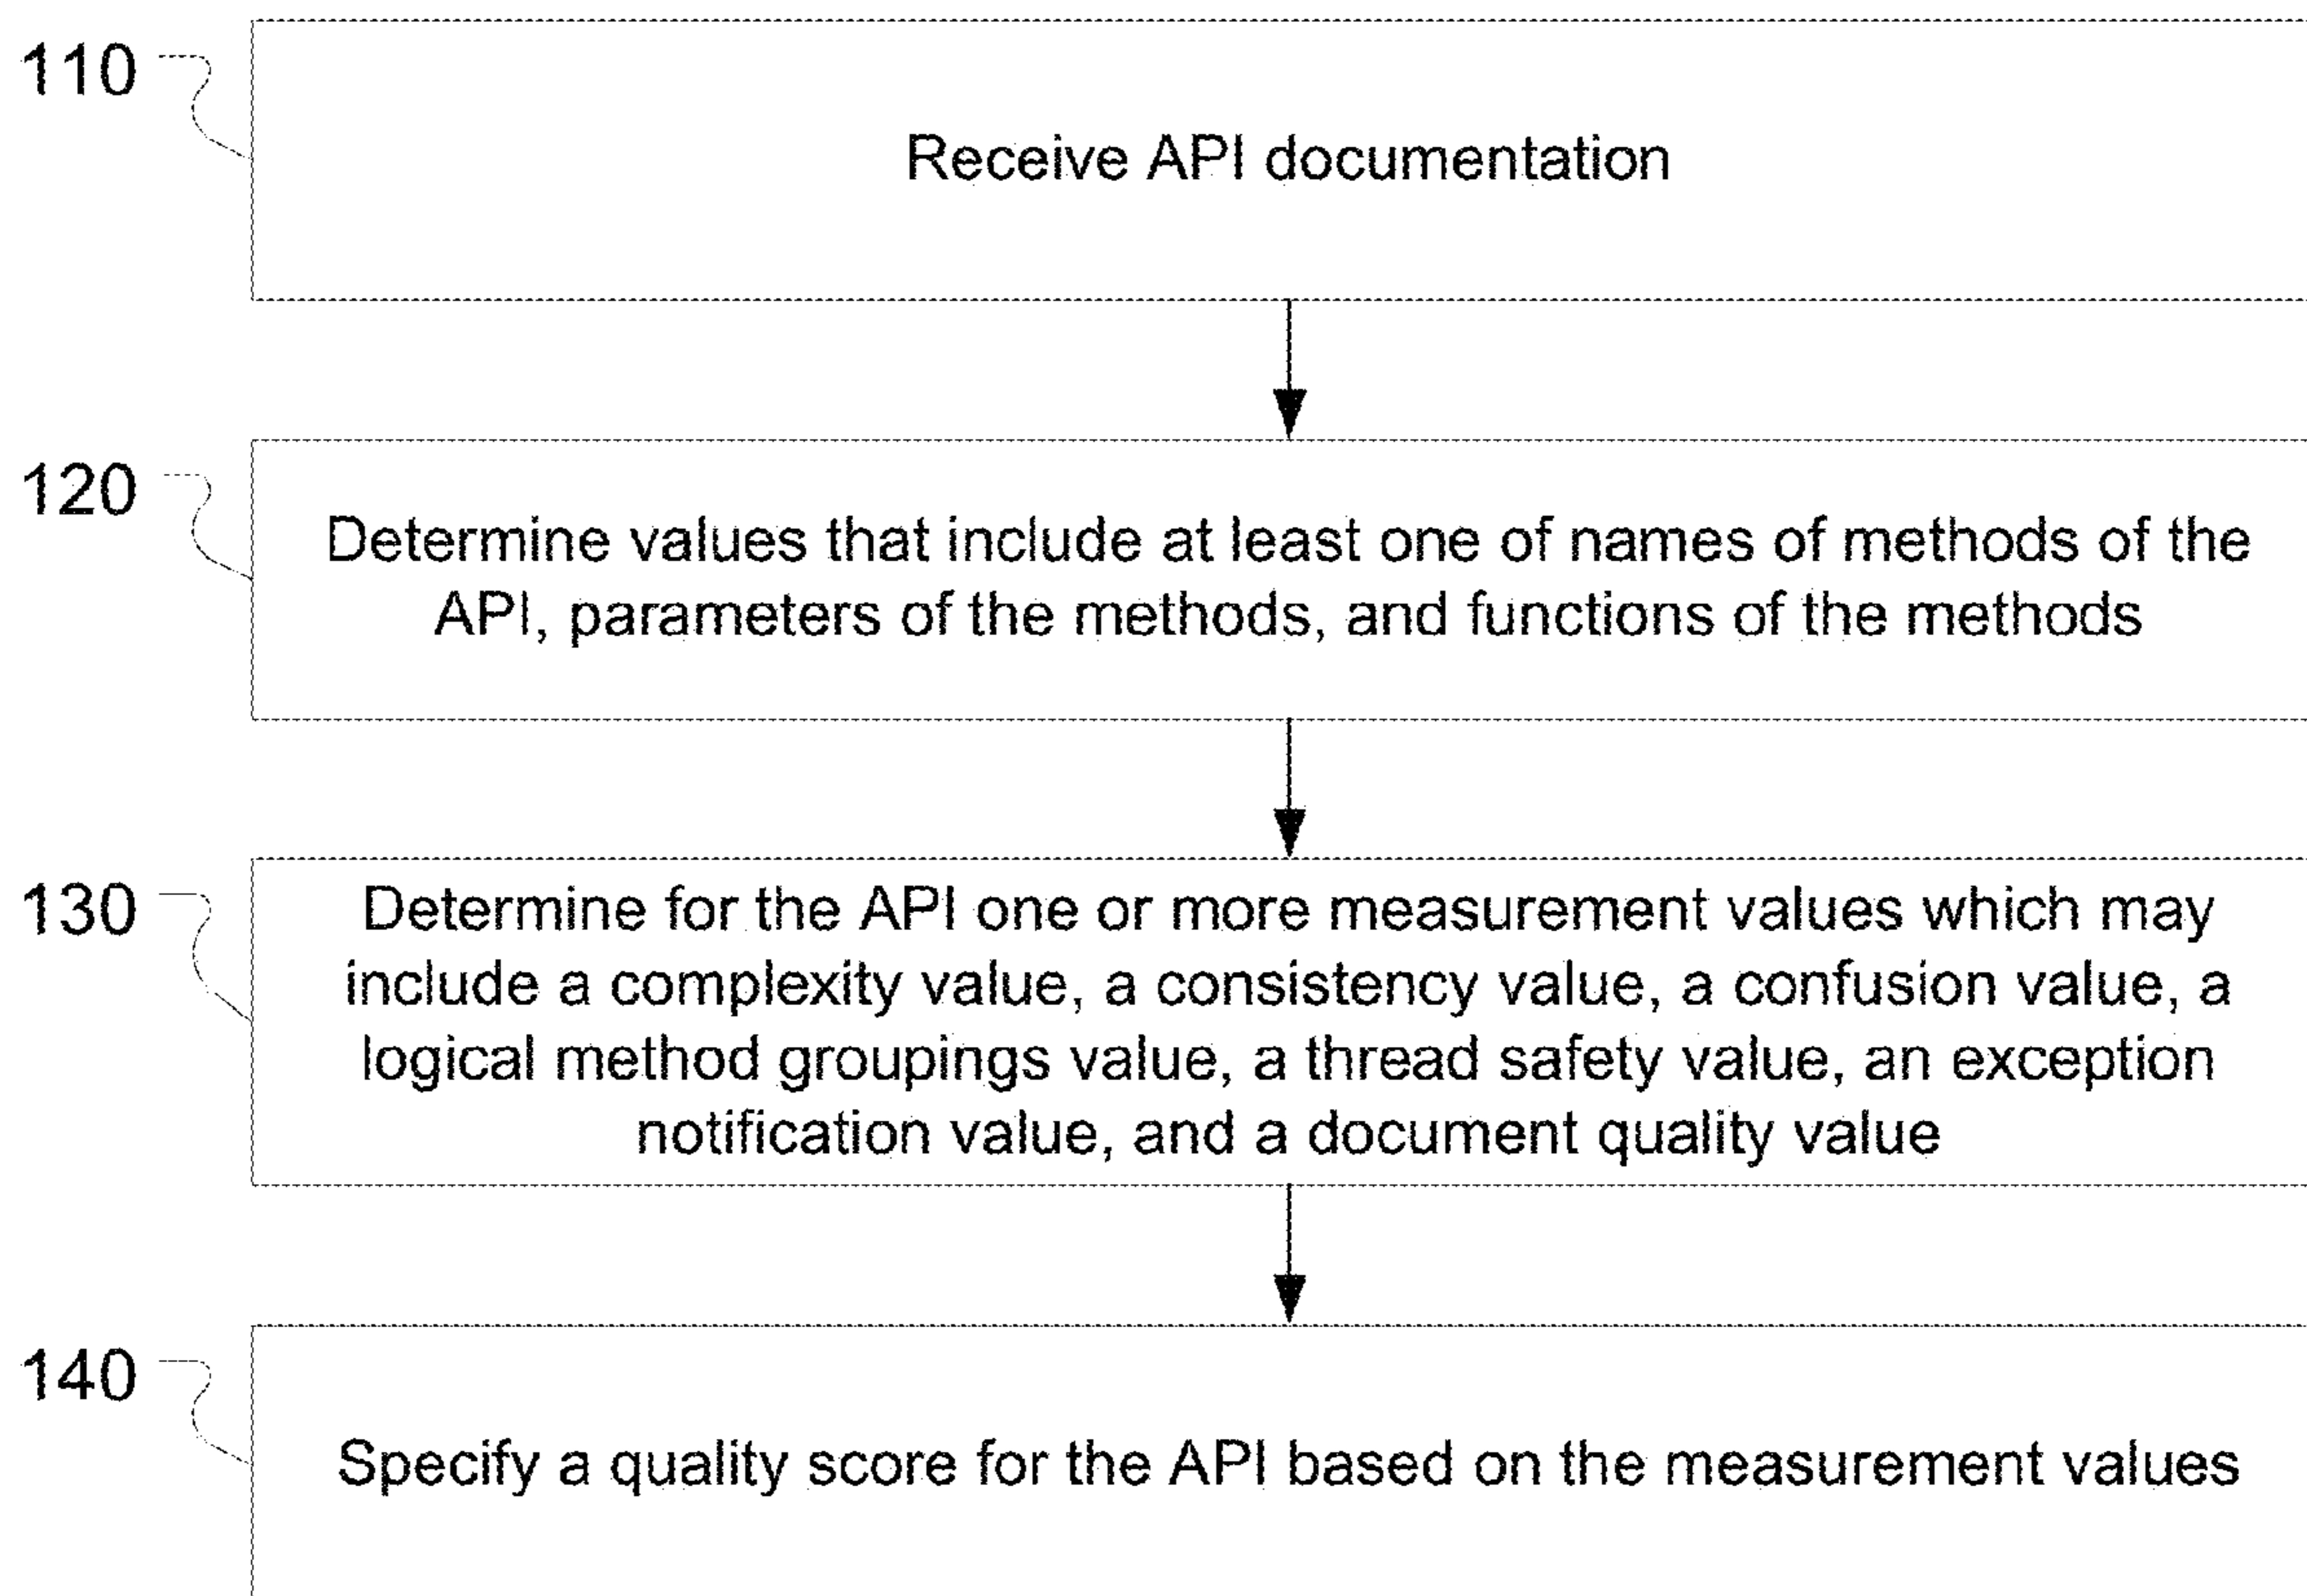 110
Receive API documentation
120
Determine values that include at least one of names of methods of the
API, parameters of the methods, and functions of the methods
130
Determine for the API one or more measurement values which may
include a complexity value, a consistency value, a confusion value, a
logical method groupings value, a thread safety value, an exception
notification value, and a document quality value
140
Specify a quality score for the API based on the measurement values